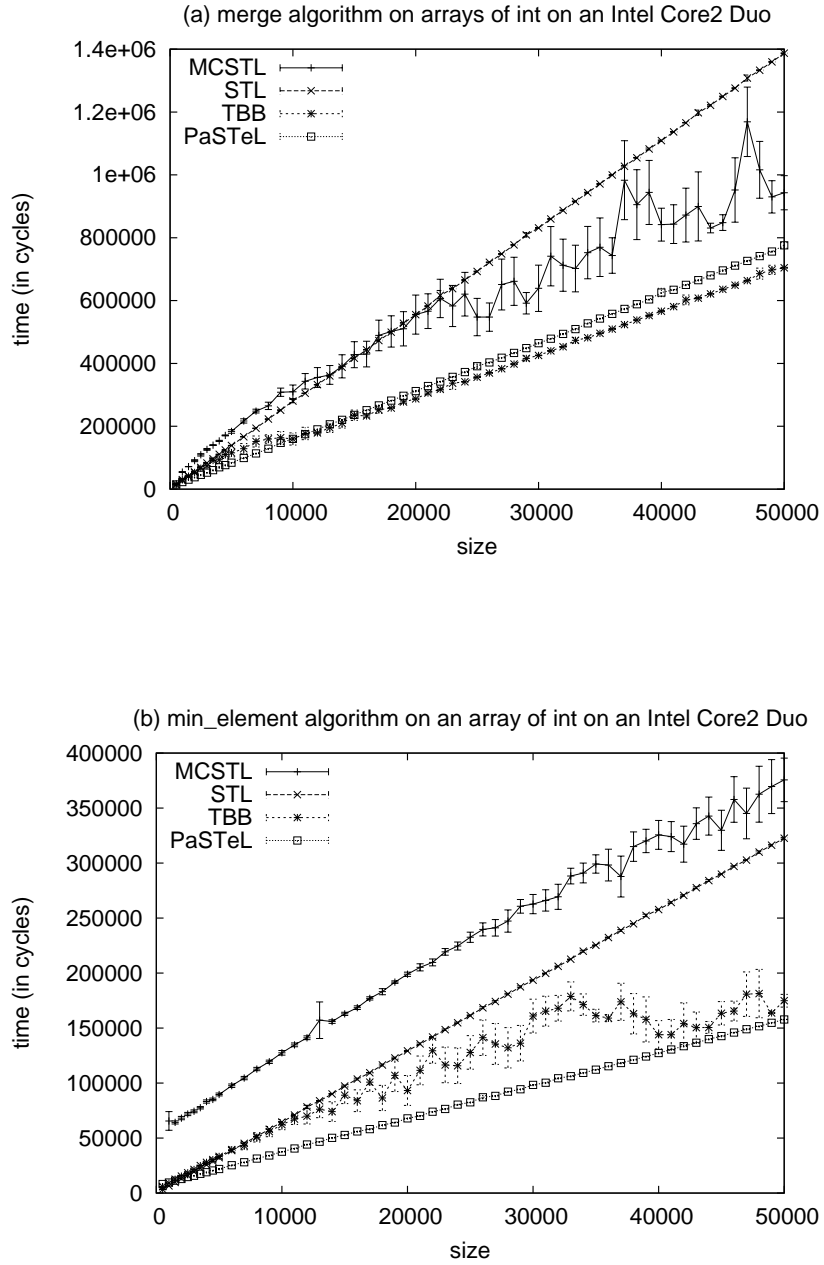 (a) merge algorithm on arrays of int on an Intel Core2 Duo
1.4e+06
1.2e+06
1e+06
800000
600000
400000
200000
0
MCSTL
STL
TBB
PaSTeL
time (in cycles)
0 10000 20000 30000 40000 50000
size
(b) min_element algorithm on an array of int on an Intel Core2 Duo
400000
350000
300000
250000
200000
150000
100000
50000
0
MCSTL
STL
TBB
PaSTeL
time (in cycles)
0 10000 20000 30000 40000 50000
size